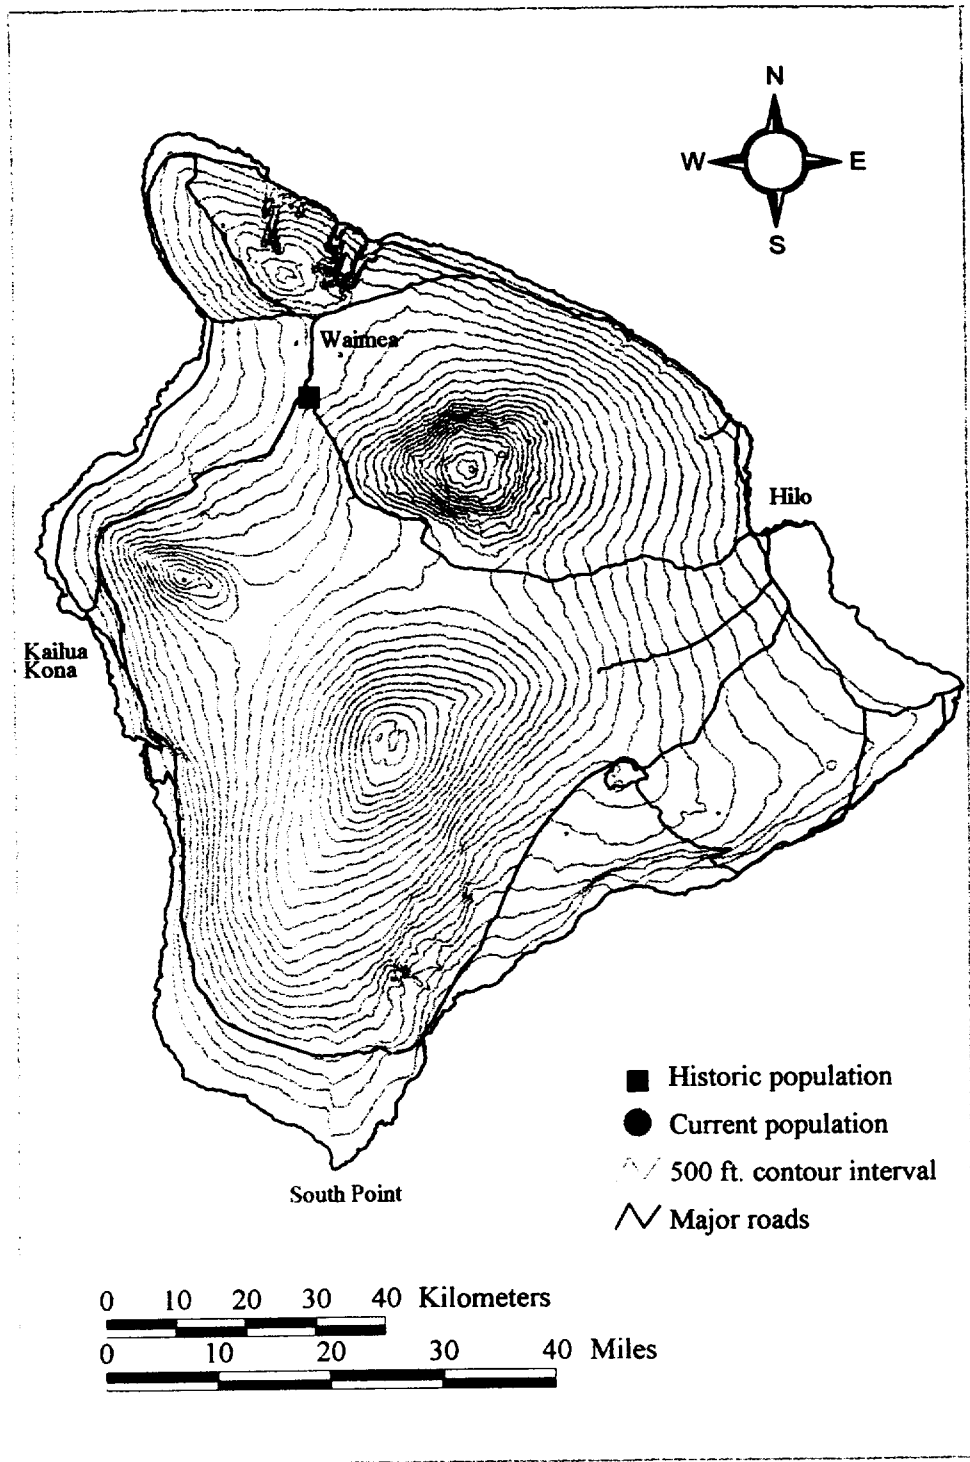 N
W E
S
Waimea
Hilo
Kailua
Kona
Historic population
Current population
500 ft. contour interval
Major roads
South Point
0 10 20 30 40 Kilometers
0 10 20 30 40 Miles